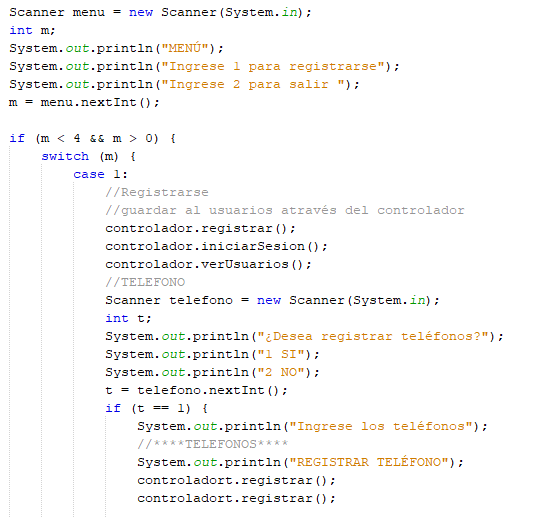 Scanner menu = new Scanner(System.in);
int m;
System.out.println("MENÚ");
System.out.println("Ingrese 1 para registrarse");
System.out.println("Ingrese 2 para salir ");
m = menu.nextInt();
if (m < 4 && m > 0) {
switch (m) {
case 1:
//Registrarse
//guardar al usuarios através del controlador
controlador.registrar();
controlador.iniciarSesion();
controlador.verUsuarios();
//TELEFONO
Scanner telefono = new Scanner(System.in);
int t;
System.out.println("¿Desea registrar teléfonos?");
System.out.println("1 SI");
System.out.println("2 NO");
t = telefono.nextInt();
if (t == 1) {
System.out.println("Ingrese los teléfonos");
//****TELEFONOS****
System.out.println("REGISTRAR TELÉFONO");
controladort.registrar();
controladort.registrar();